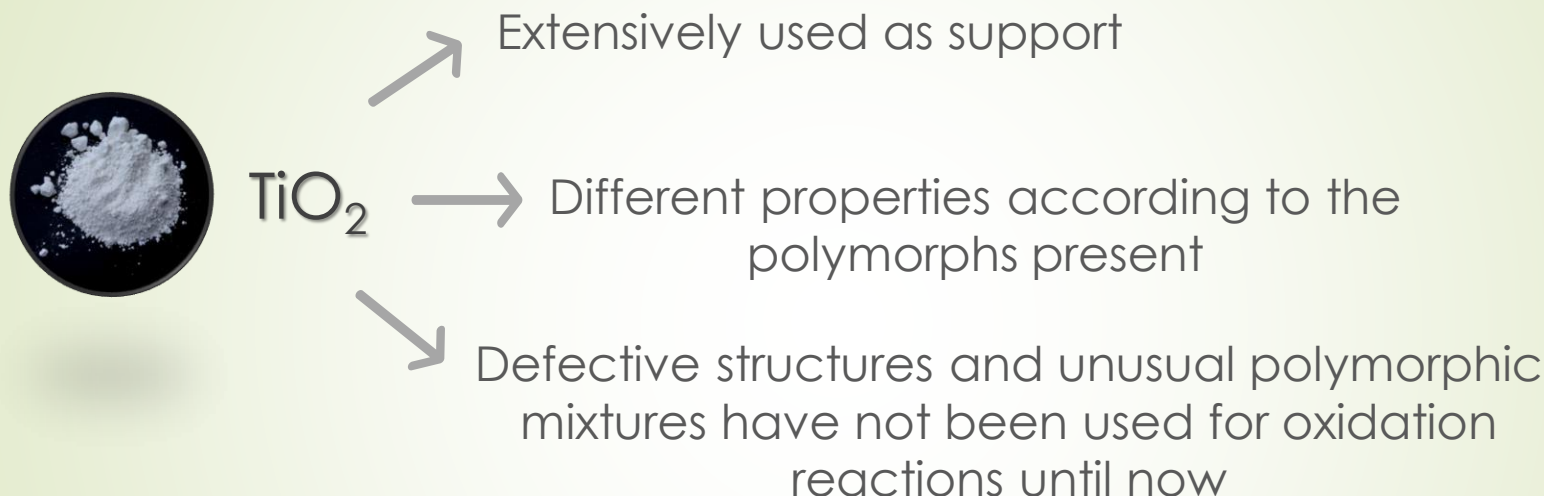 Extensively used as support
TiO₂
Different properties according to the
polymorphs present
Defective structures and unusual polymorphic
mixtures have not been used for oxidation
reactions until now